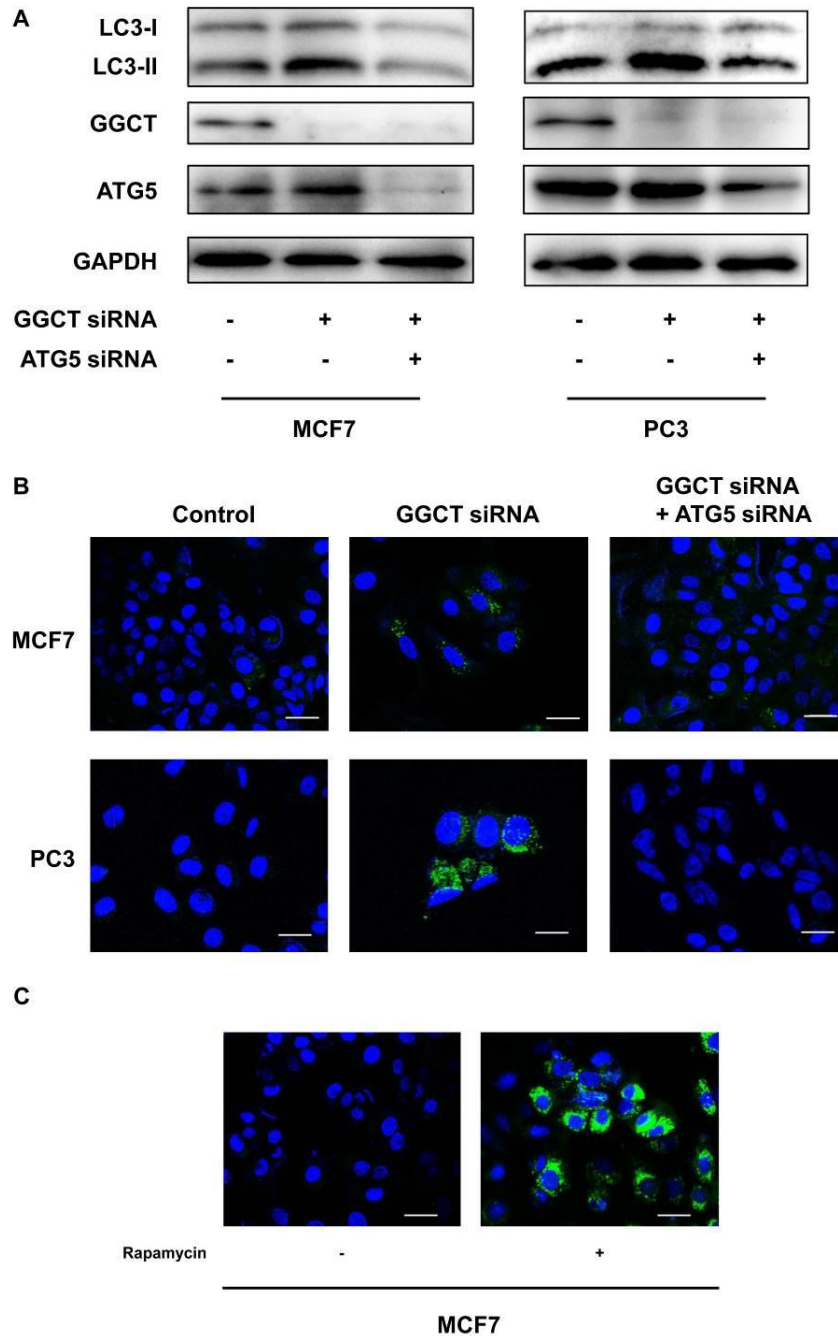 A
LC3-I
LC3-II
GGCT
ATG5
GAPDH
GGCT siRNA - + + - + +
ATG5 siRNA - - + - - +
MCF7 PC3
B
Control GGCT siRNA GGCT siRNA
+ ATG5 siRNA
MCF7
PC3
C
Rapamycin - +
MCF7